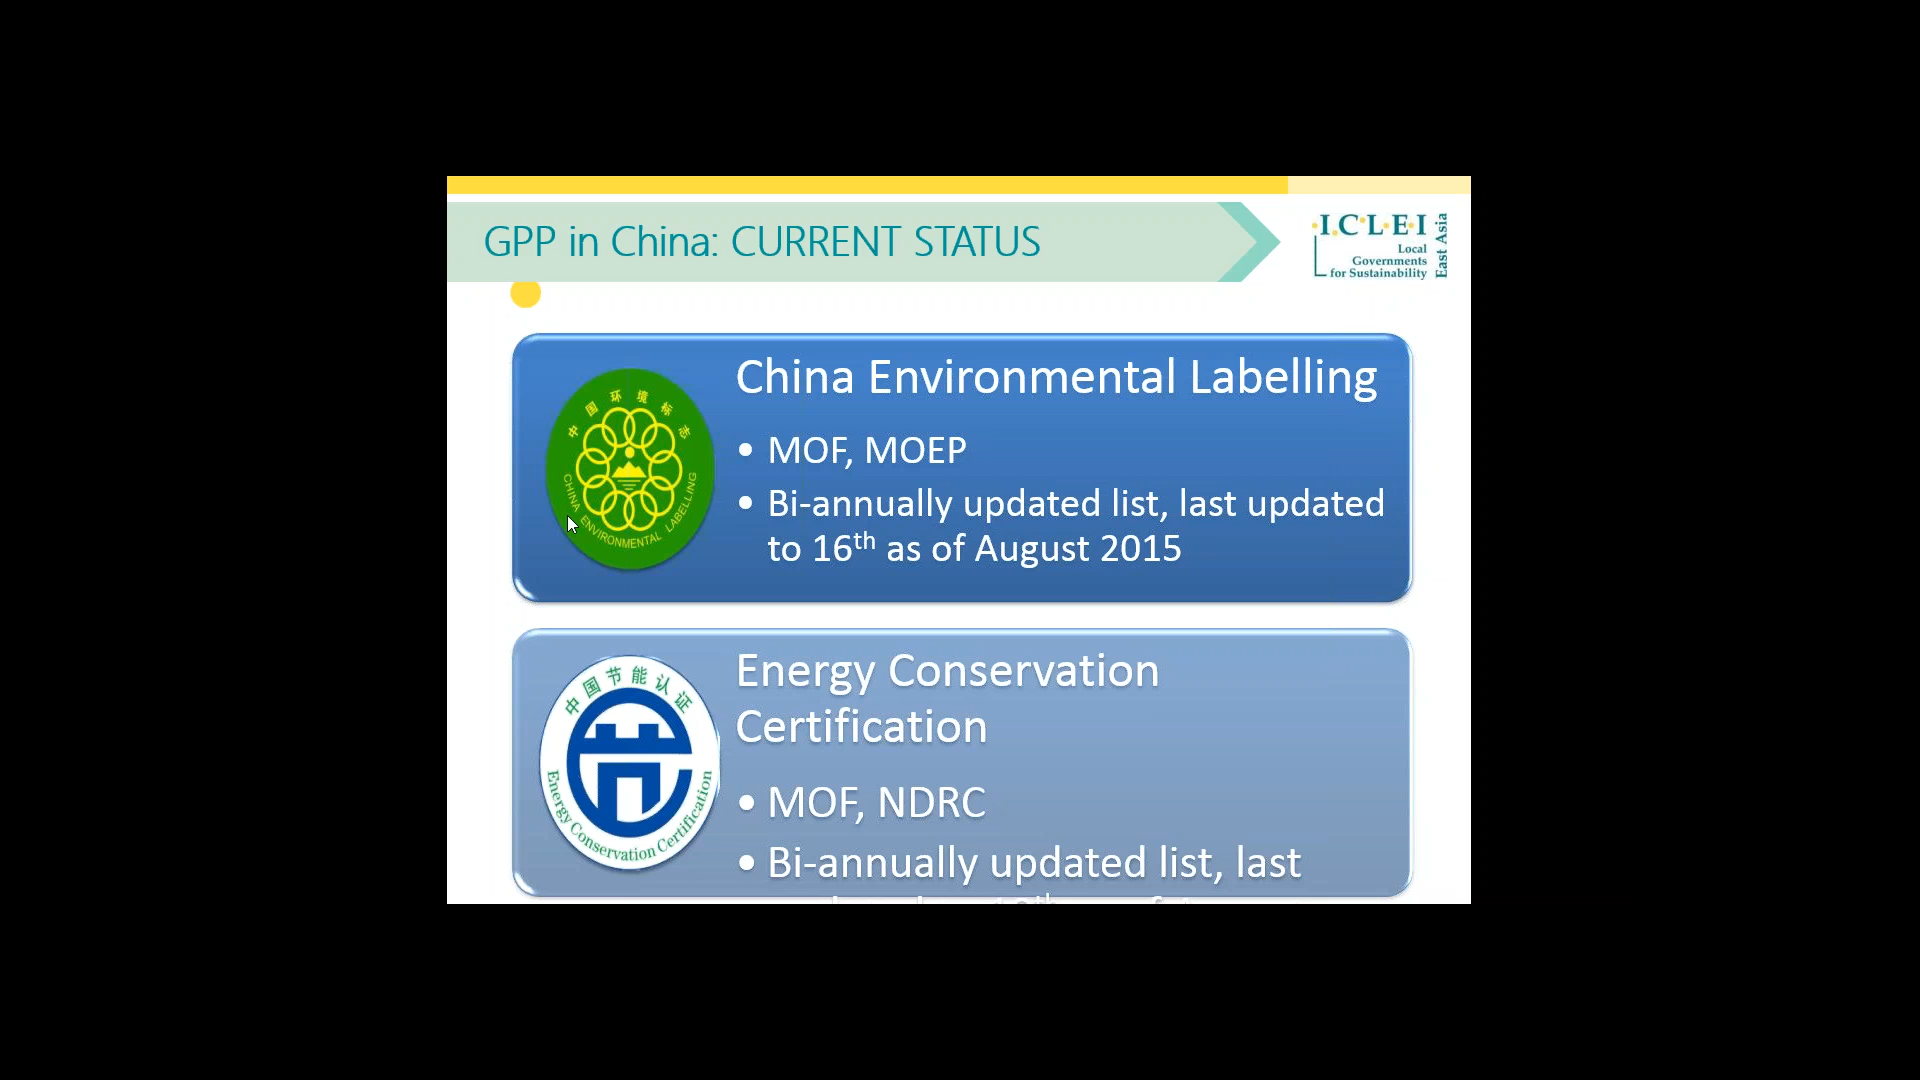 GPP in China: CURRENT STATUS
I.C.L.E.I
Local
Governments
for Sustainability
East Asia
China Environmental Labelling
中国环境标志
CHINA ENVIRONMENTAL LABELLING
• MOF, MOEP
• Bi-annually updated list, last updated
to 16th as of August 2015
Energy Conservation
Certification
中国节能认证
Energy Conservation Certification
• MOF, NDRC
• Bi-annually updated list, last